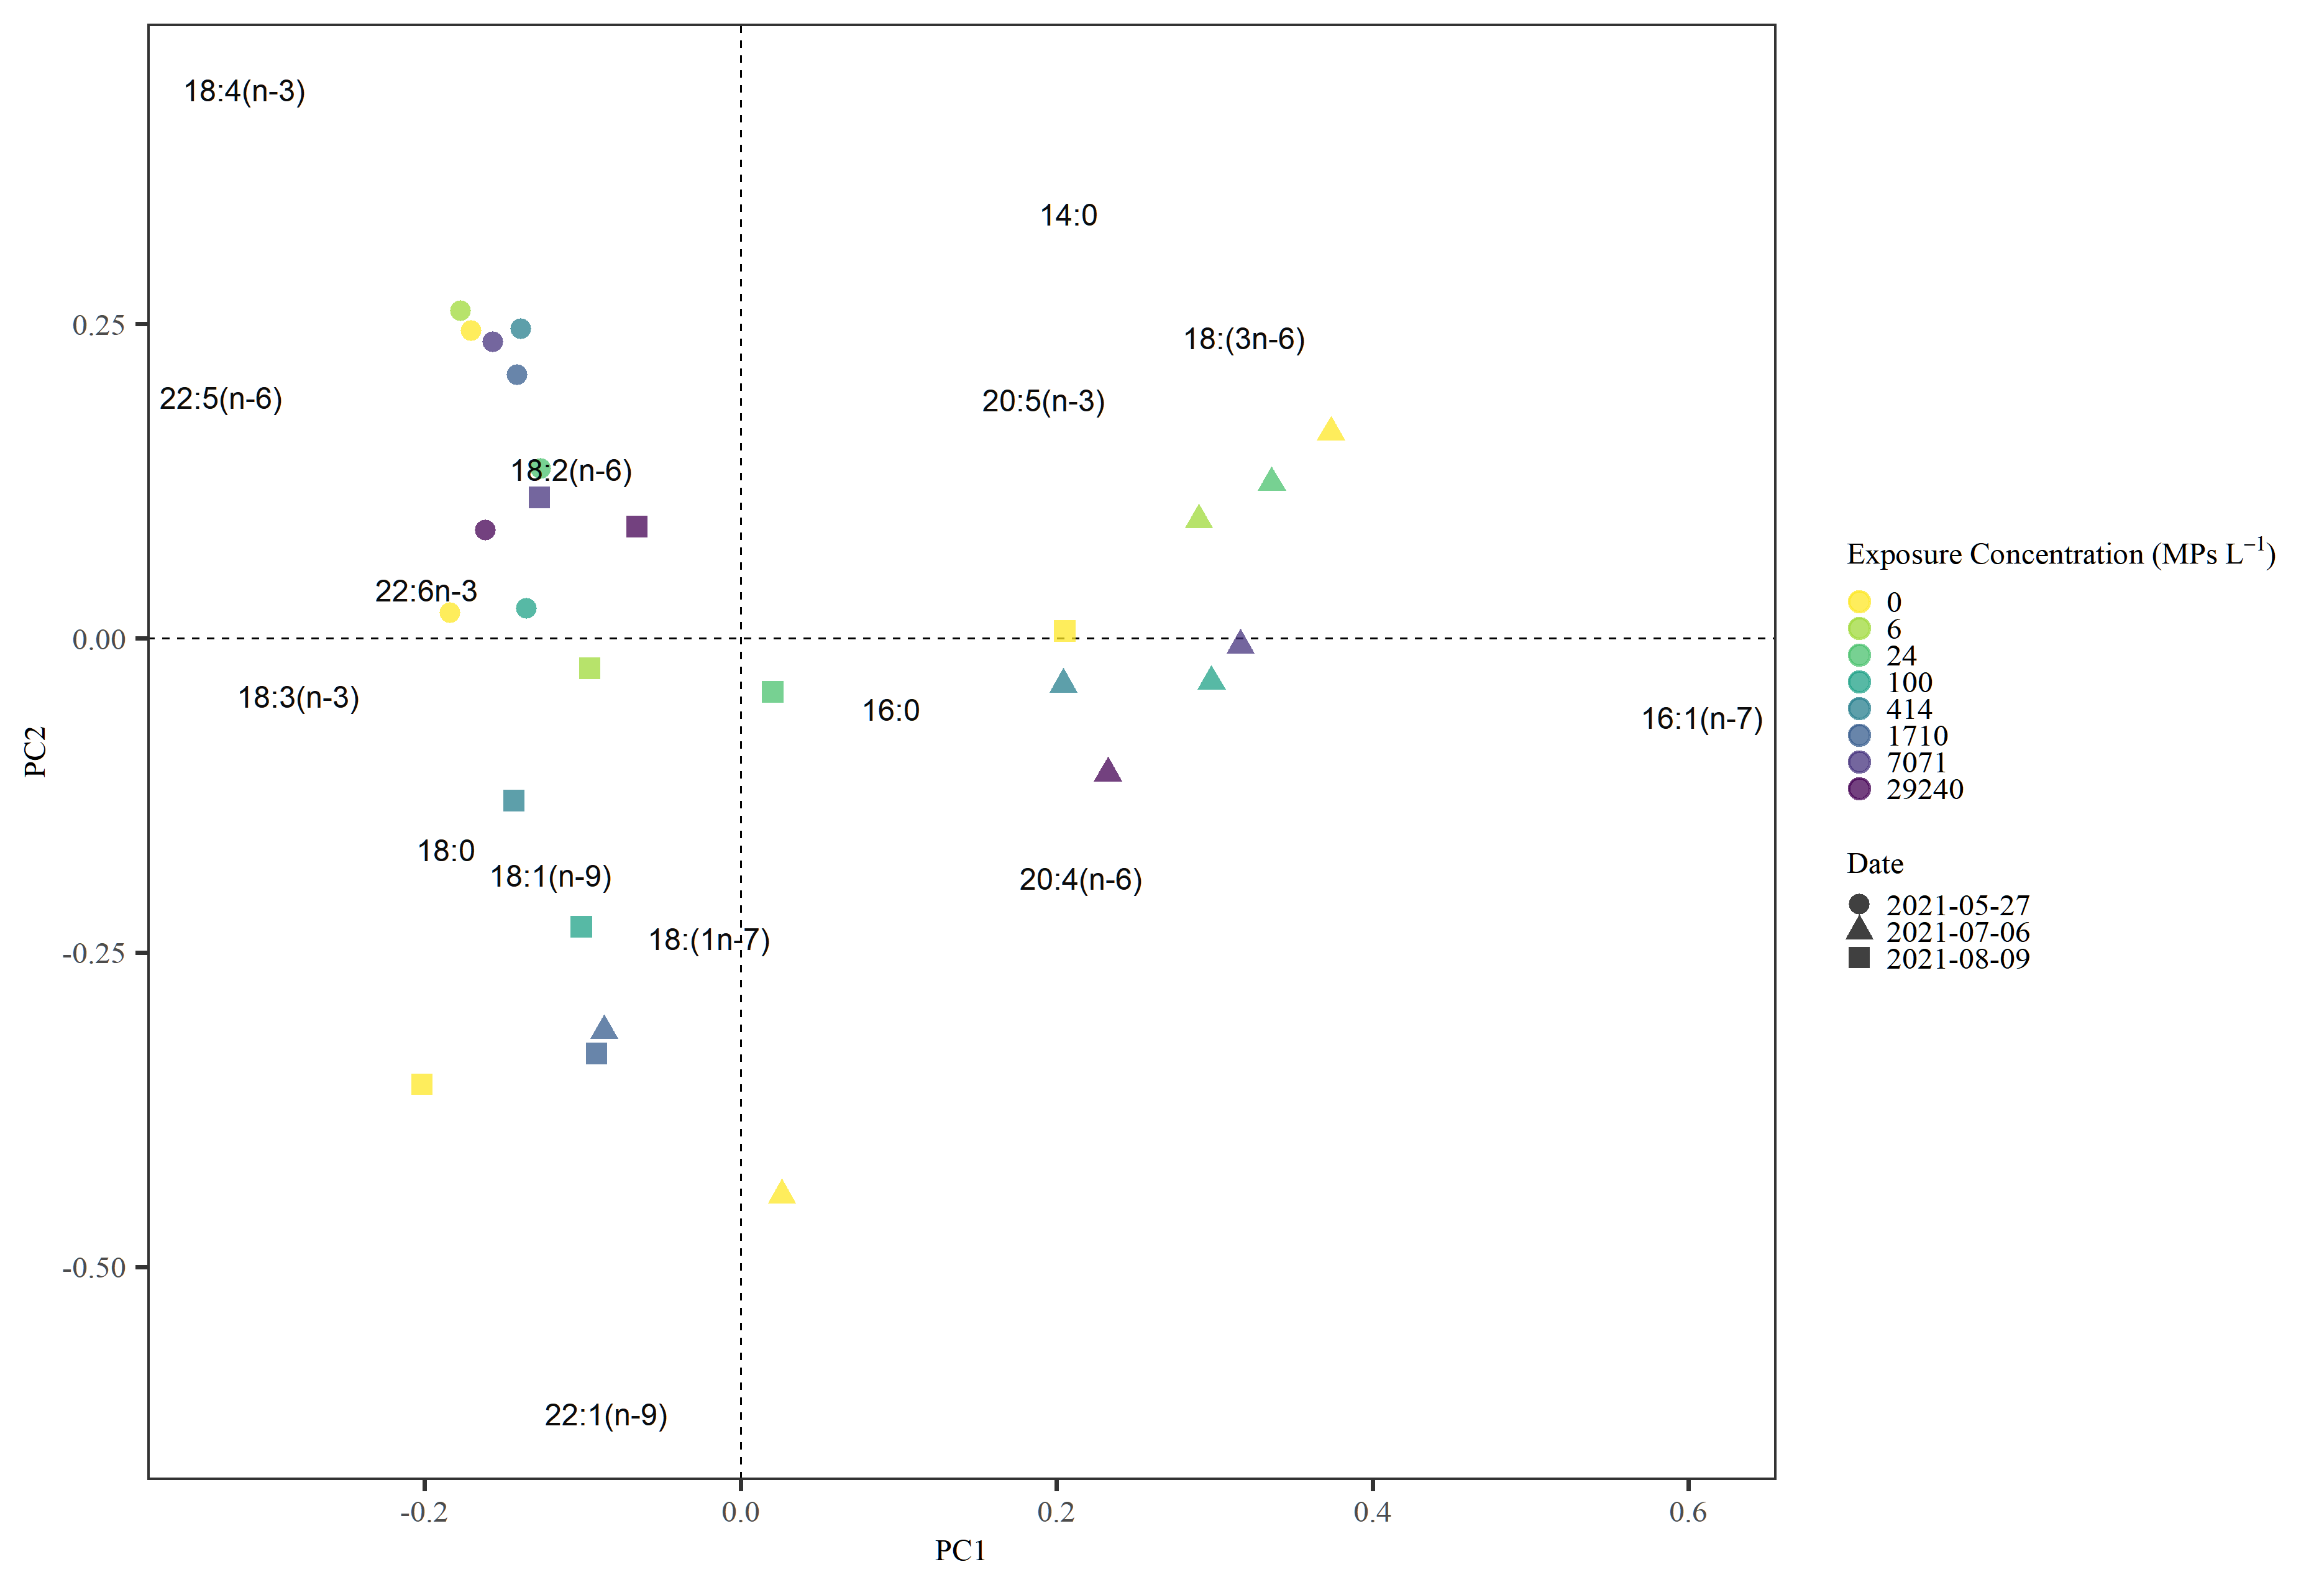 18:4(n-3)
14:0
0.25
18:(3n-6)
22:5(n-6)
20:5(n-3)
18:2(n-6)
22:6n-3
0.00
18:3(n-3)
16:0
16:1(n-7)
PC2
18:0
18:1(n-9)
20:4(n-6)
18:(1n-7)
-0.25
-0.50
22:1(n-9)
-0.2
0.0
0.2
0.4
0.6
PC1
Exposure Concentration (MPs L⁻¹)
0
6
24
100
414
1710
7071
29240
Date
2021-05-27
2021-07-06
2021-08-09